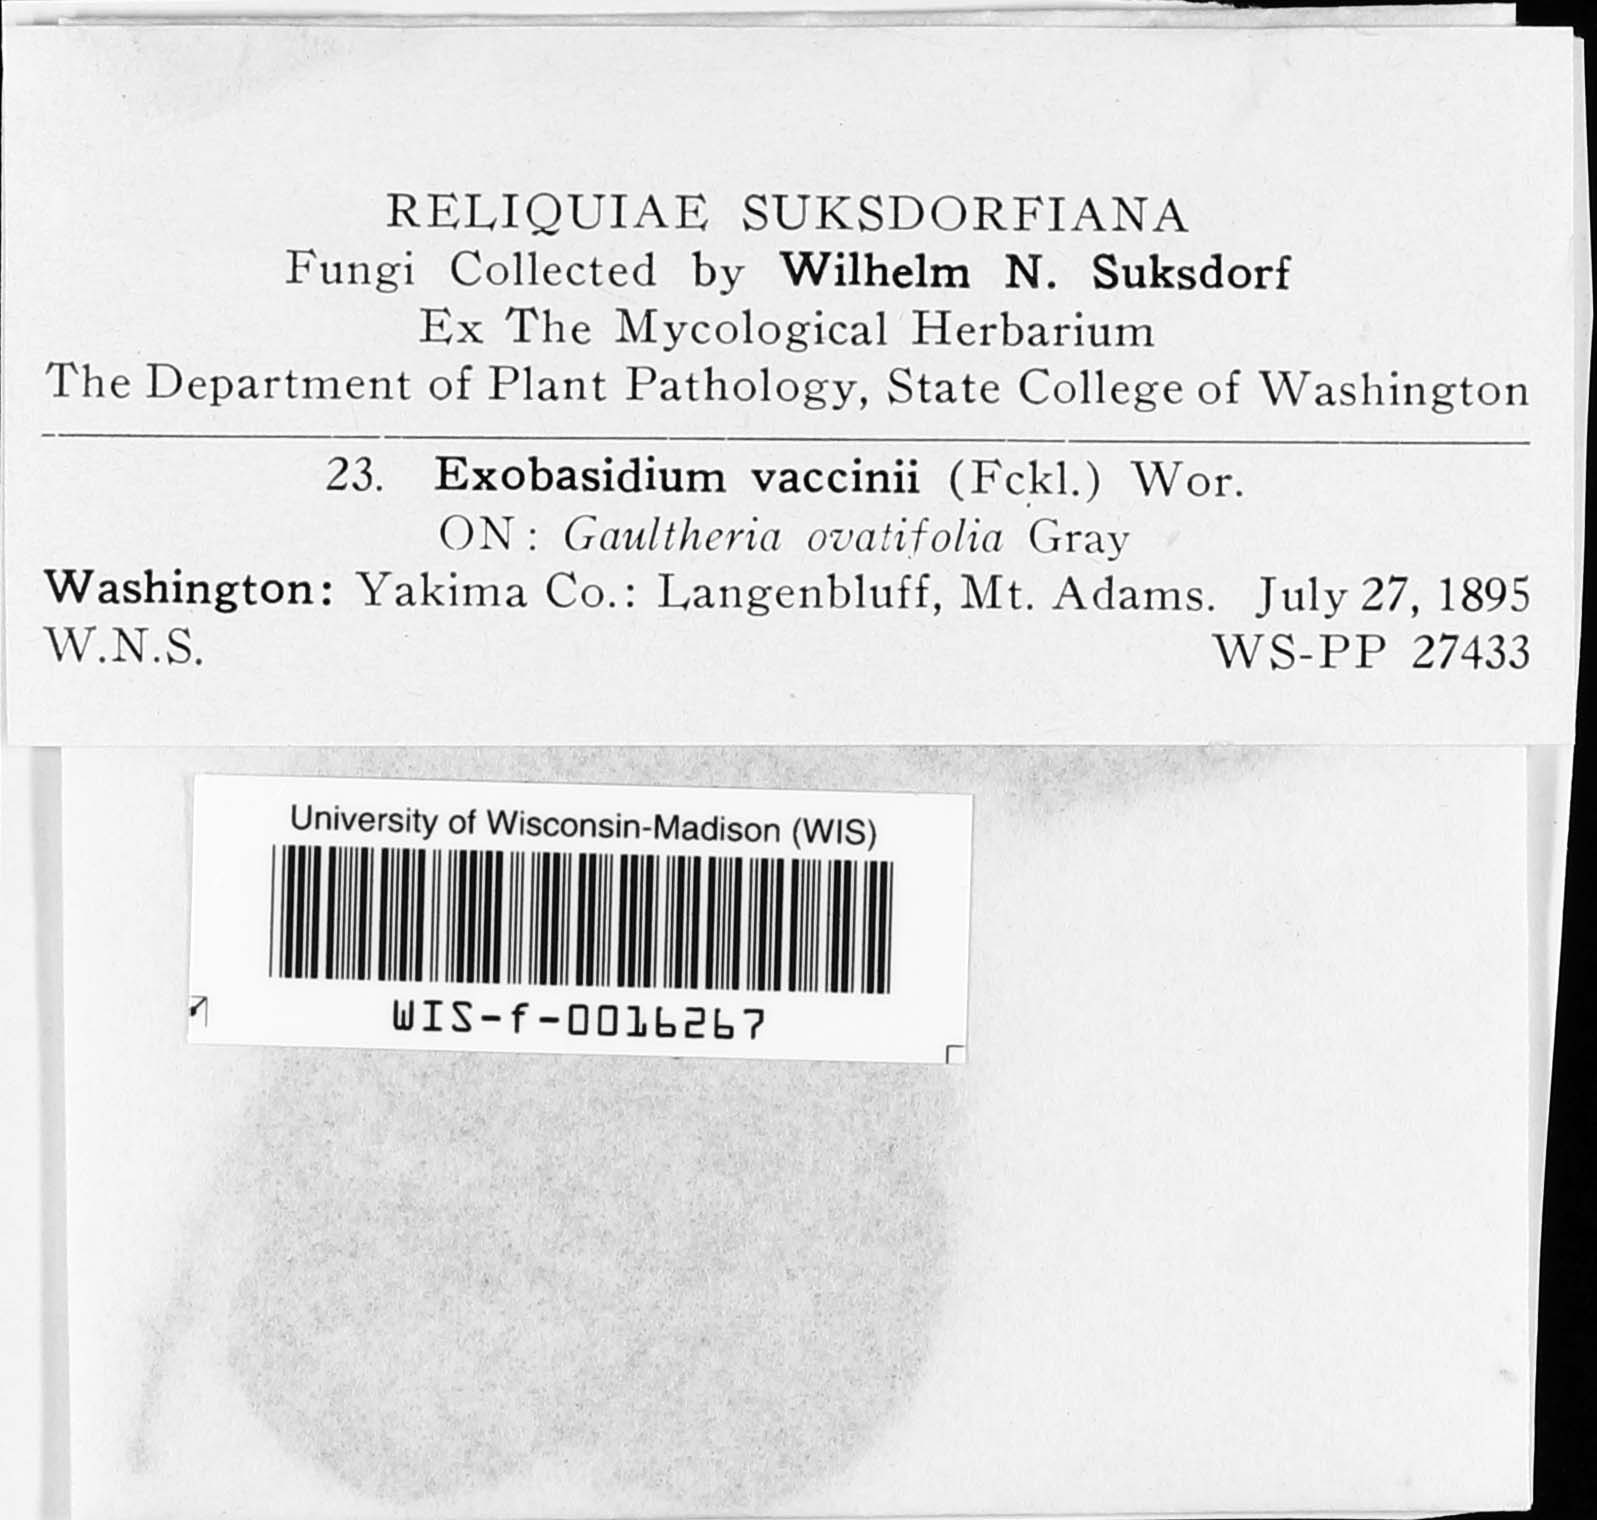 RELIQUIAE SUKSDORFIANA
Fungi Collected by Wilhelm N. Suksdorf
Ex The Mycological Herbarium
The Department of Plant Pathology, State College of Washington
23. Exobasidium vaccinii (Fckl.) Wor.
ON: Gaultheria ovatifolia Gray
Washington: Yakima Co.: Langenbluff, Mt. Adams. July 27, 1895
W.N.S. WS-PP 27433
University of Wisconsin-Madison (WIS)
WIS-f-0016267